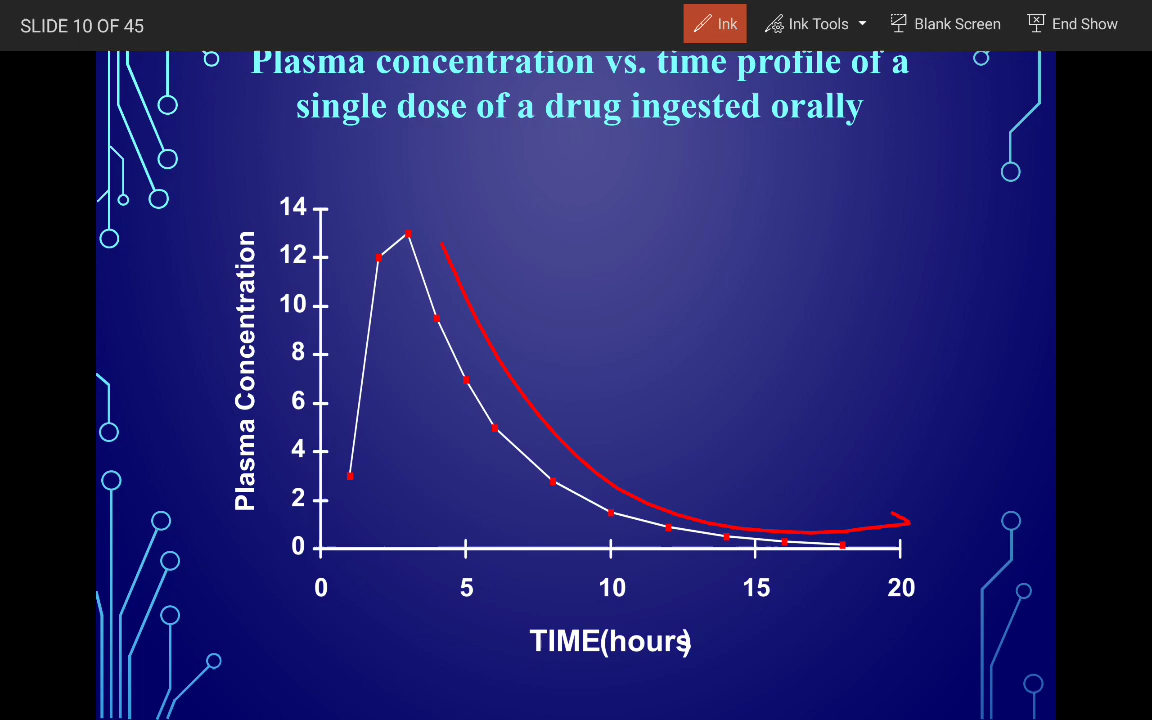 SLIDE 10 OF 45
Ink
Ink Tools
Blank Screen
End Show
Plasma concentration vs. time profile of a
single dose of a drug ingested orally
Plasma Concentration
14
12
10
8
6
4
2
0
0 5 10 15 20
TIME(hours)